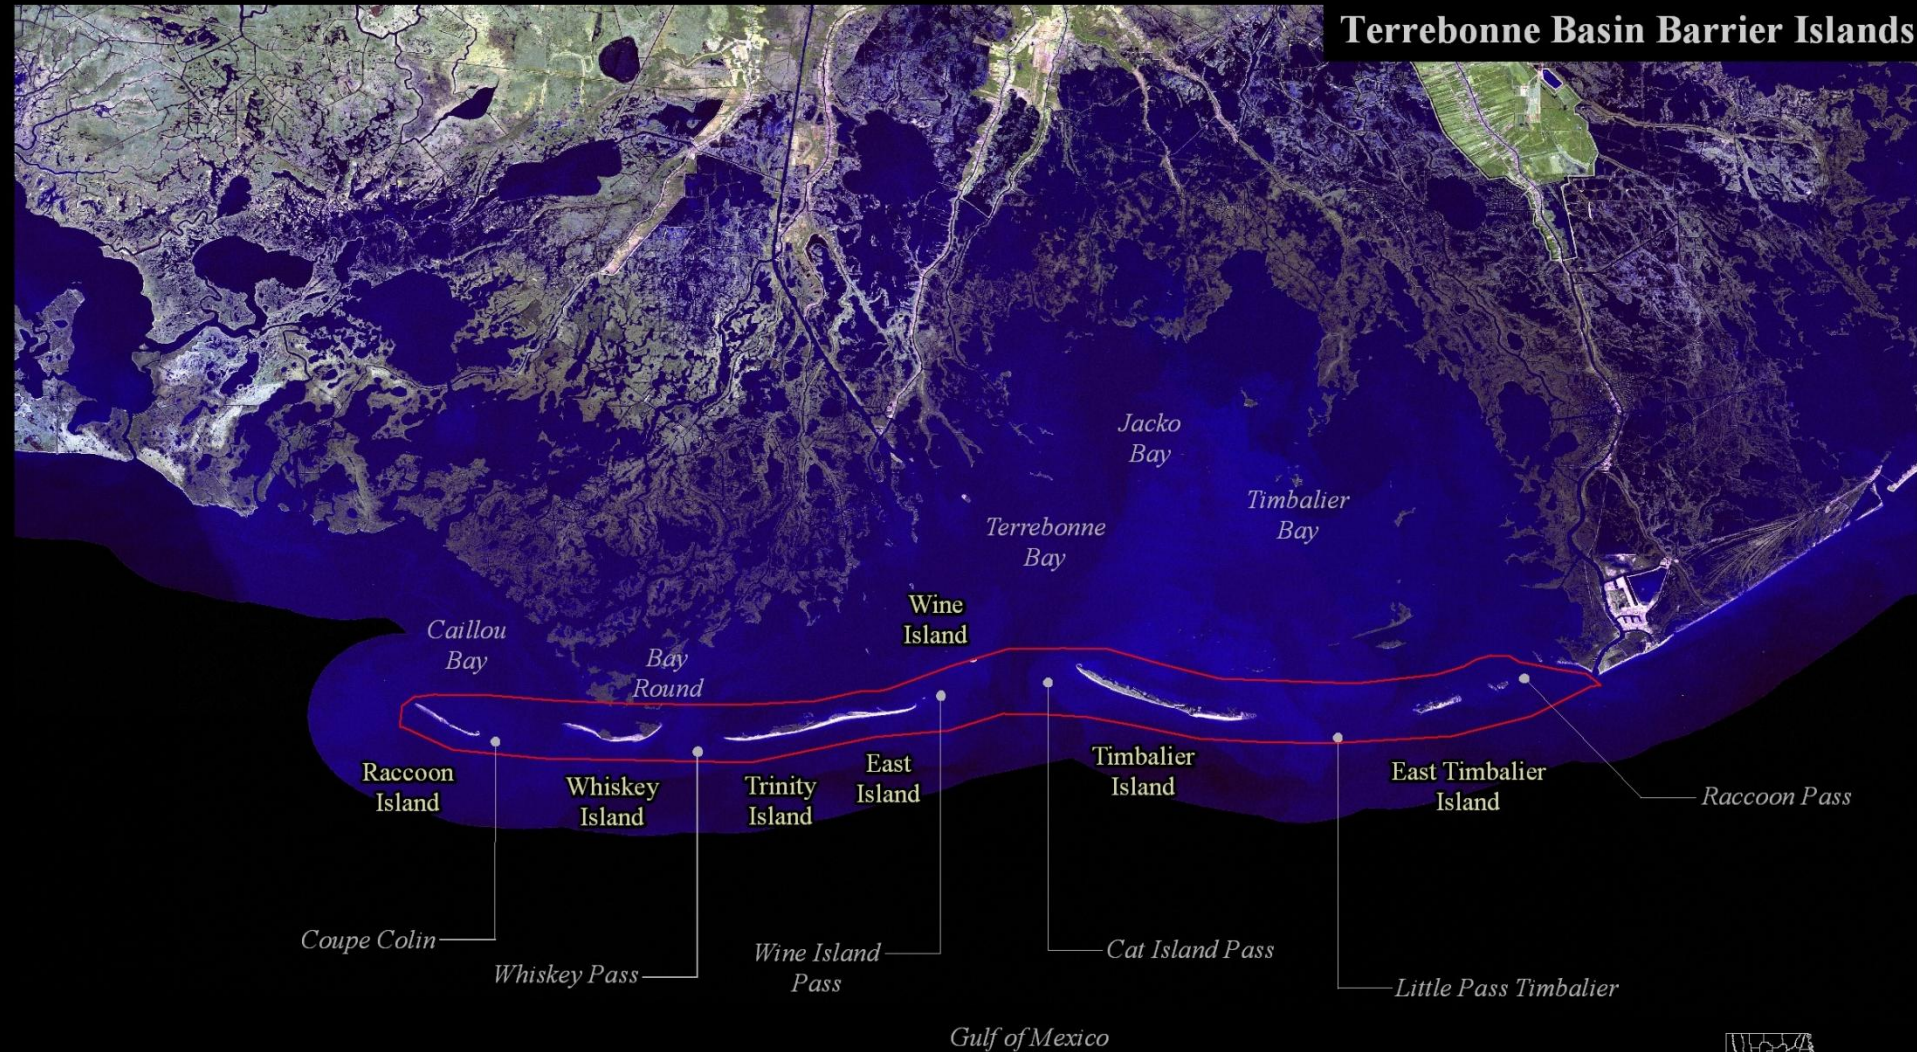 Terrebonne Basin Barrier Islands
Jacko
Bay
Timbalier
Bay
Terrebonne
Bay
Wine
Island
Caillou
Bay
Bay
Round
Raccoon
Island
Whiskey
Island
Trinity
Island
East
Island
Timbalier
Island
East Timbalier
Island
Raccoon Pass
Coupe Colin
Whiskey Pass
Wine Island
Pass
Cat Island Pass
Little Pass Timbalier
Gulf of Mexico